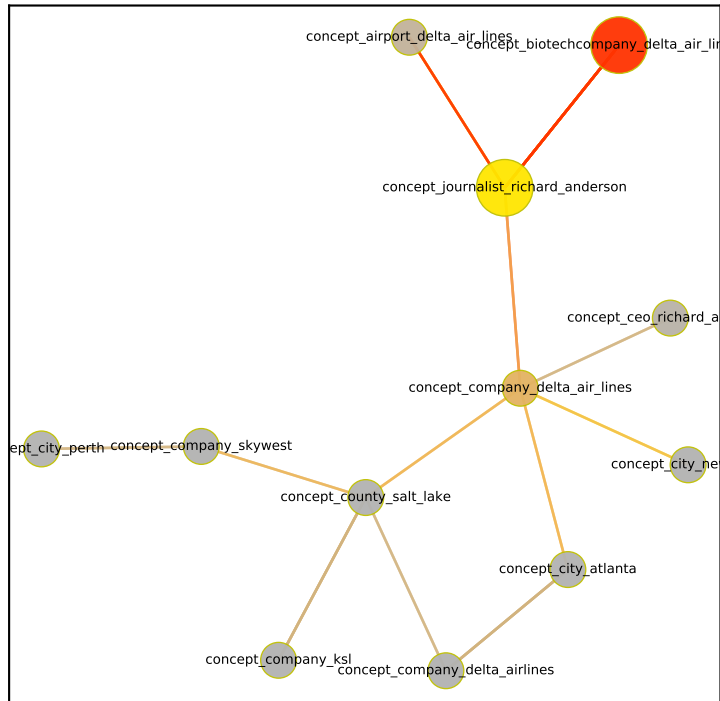 concept_airport_delta_air_lines
concept_biotechcompany_delta_air_lin
concept_journalist_richard_anderson
concept_ceo_richard_a
concept_company_delta_air_lines
ept_city_perth
concept_company_skywest
concept_city_ne
concept_county_salt_lake
concept_city_atlanta
concept_company_ksl
concept_company_delta_airlines